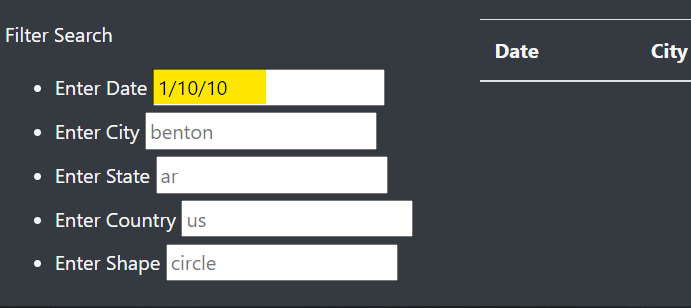 Filter Search
Date City
Enter Date 1/10/10
Enter City benton
Enter State ar
Enter Country us
Enter Shape circle